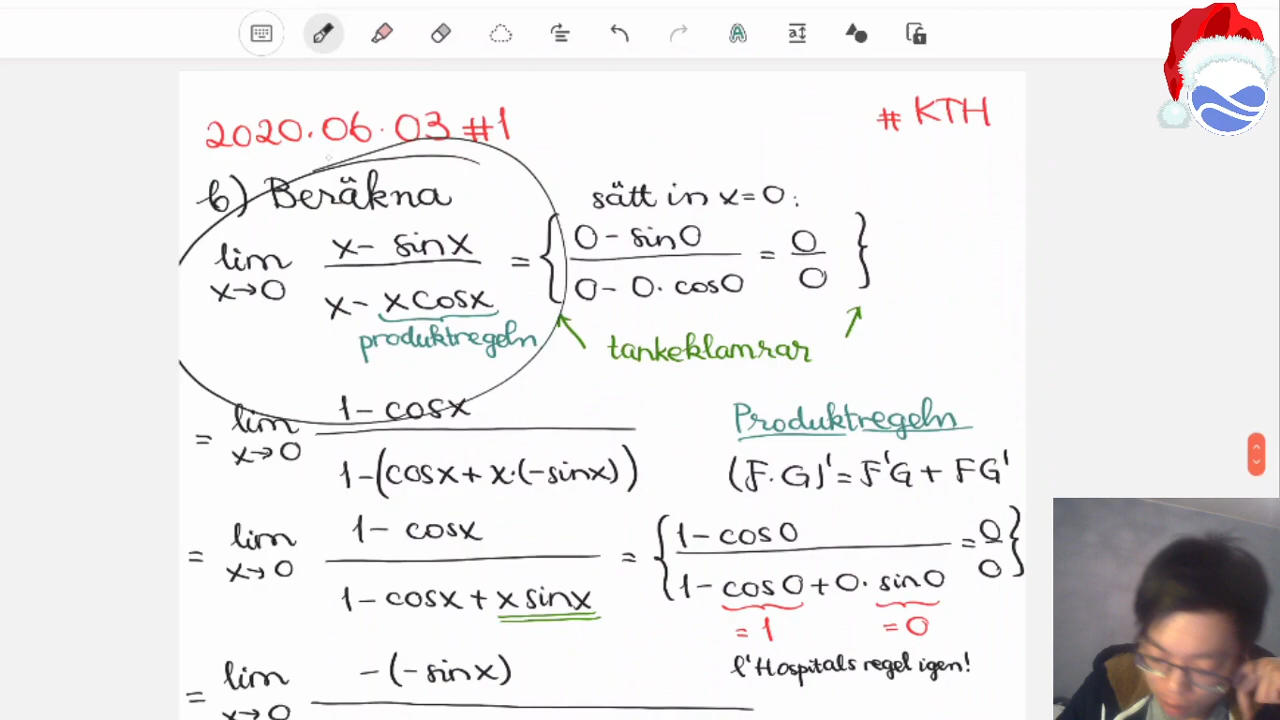 2020.06.03 #1
# KTH
b) Beräkna
sätt in x=0:
lim x→0 (x - sinx)/(x - xcosx) = { (0 - sin0)/(0 - 0·cos0) = 0/0 }
produktregeln
tankeklamrar
= lim x→0 (1 - cosx)/(1-(cosx + x·(-sinx)))
Produktregeln
(F·G)' = F'G + FG'
= lim x→0 (1 - cosx)/(1 - cosx + x sinx) = { (1 - cos0)/(1 - cos0 + 0·sin0) = 0/0 }
= 1
= 0
l'Hospitals regel igen!
= lim x→0 -(-sinx)